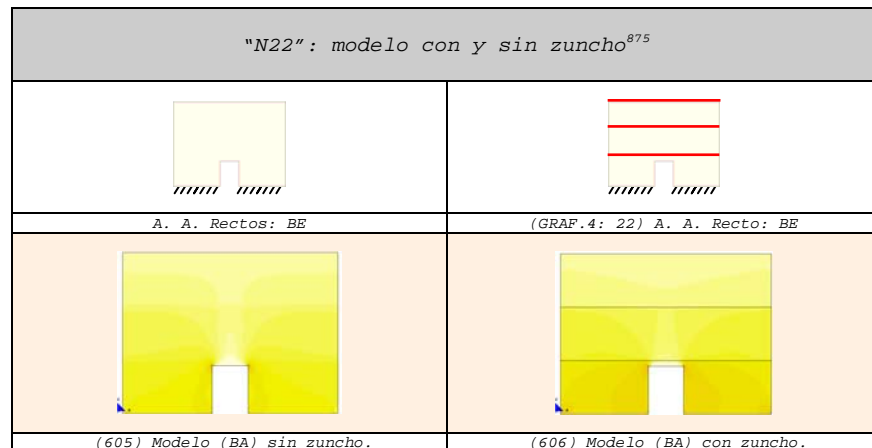 "N22": modelo con y sin zuncho875
A. A. Rectos: BE
(GRAF.4: 22) A. A. Recto: BE
(605) Modelo (BA) sin zuncho.
(606) Modelo (BA) con zuncho.